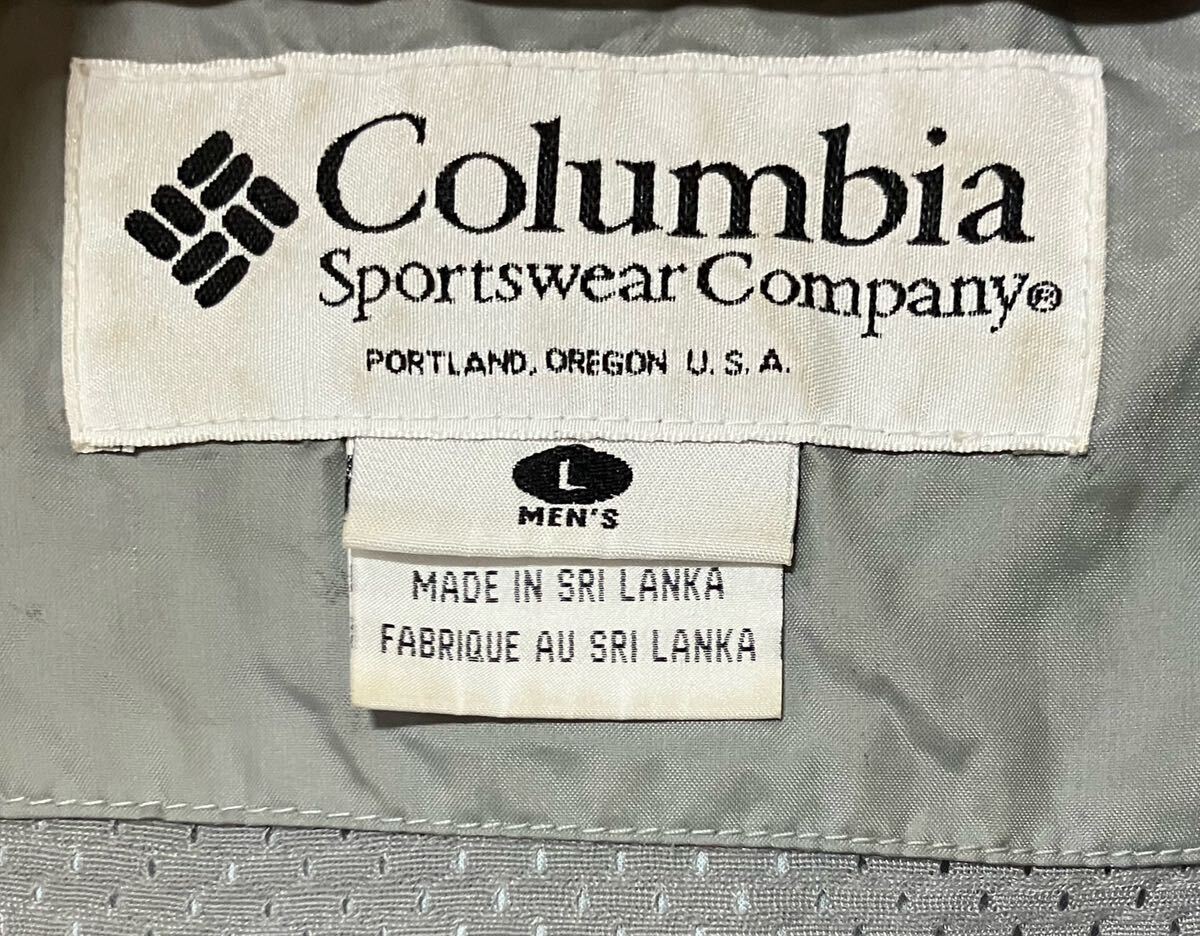 Columbia
Sportswear Company®
PORTLAND, OREGON U.S.A.
L
MEN'S
MADE IN SRI LANKA
FABRIQUE AU SRI LANKA